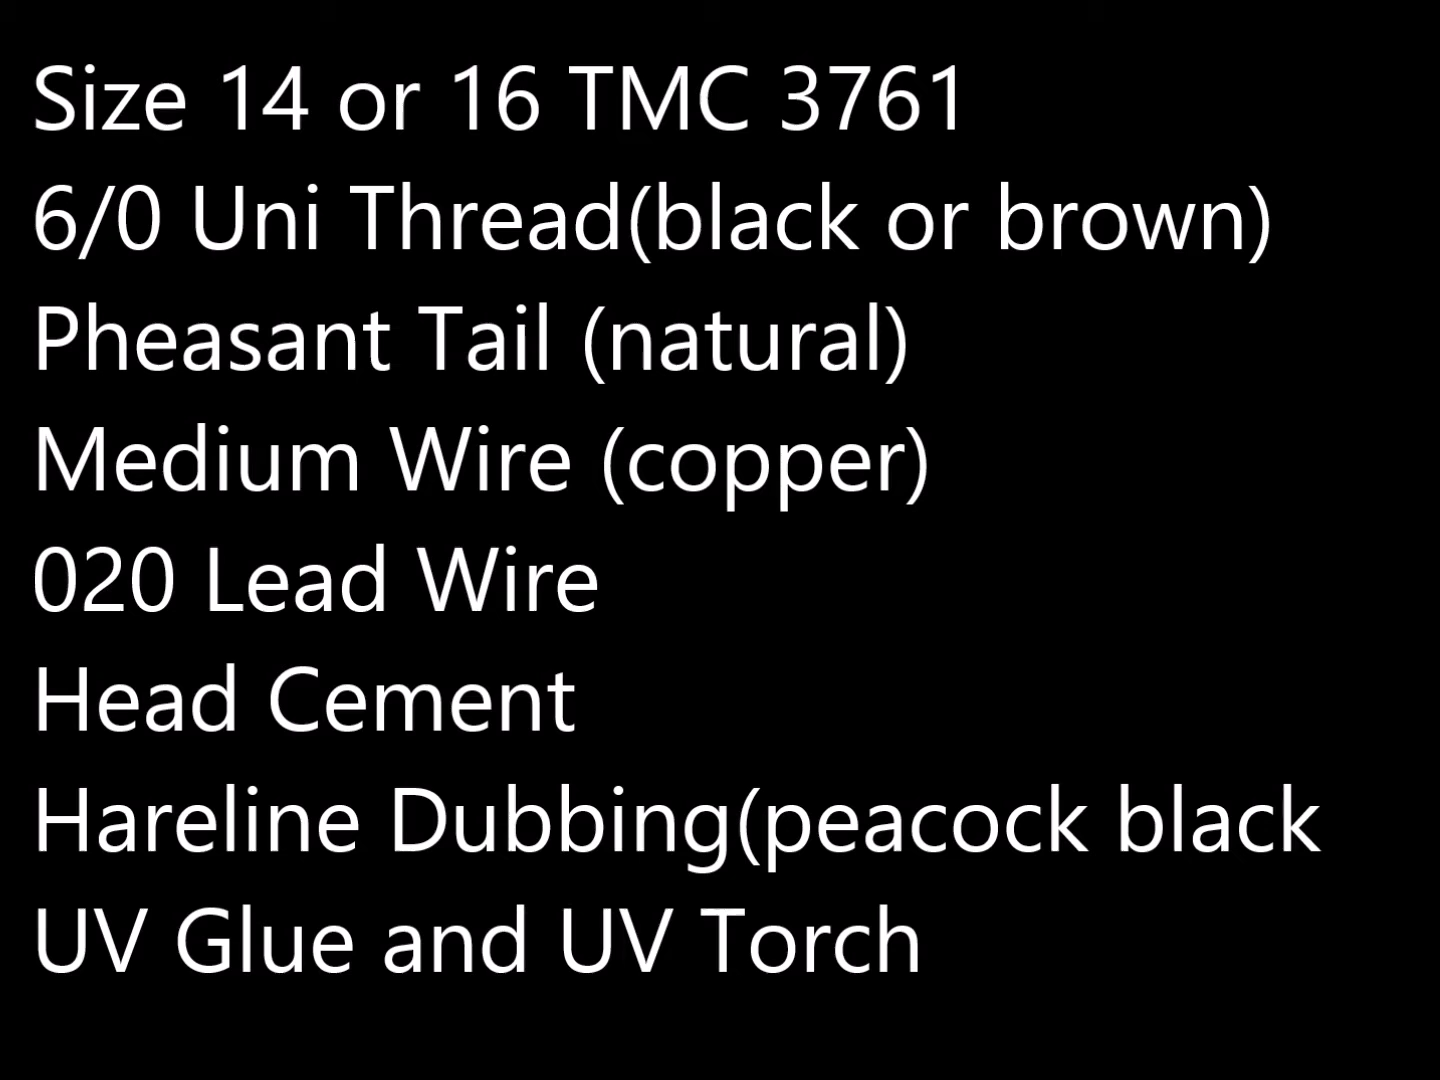 Size 14 or 16 TMC 3761
6/0 Uni Thread(black or brown)
Pheasant Tail (natural)
Medium Wire (copper)
020 Lead Wire
Head Cement
Hareline Dubbing(peacock black
UV Glue and UV Torch